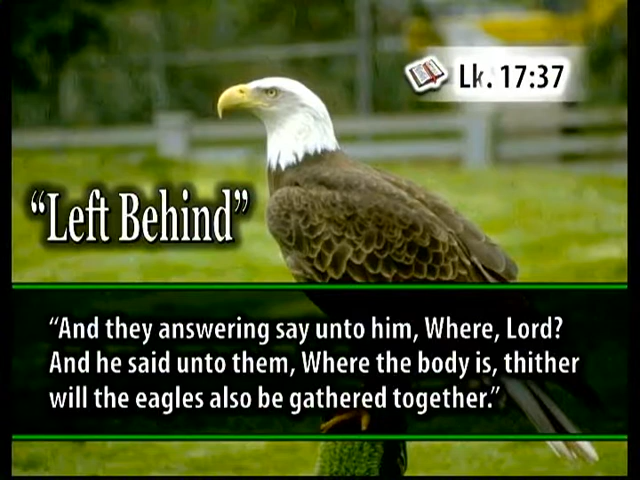 Lk. 17:37
“Left Behind”
“And they answering say unto him, Where, Lord?
And he said unto them, Where the body is, thither
will the eagles also be gathered together.”